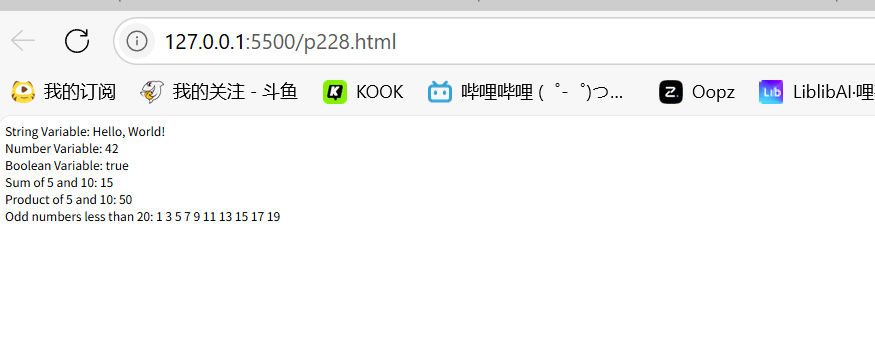 127.0.0.1:5500/p228.html
我的订阅 我的关注 - 斗鱼 KOOK 哔哩哔哩 ( ゜- ゜)つ... Oopz LiblibAI·哩
String Variable: Hello, World!
Number Variable: 42
Boolean Variable: true
Sum of 5 and 10: 15
Product of 5 and 10: 50
Odd numbers less than 20: 1 3 5 7 9 11 13 15 17 19